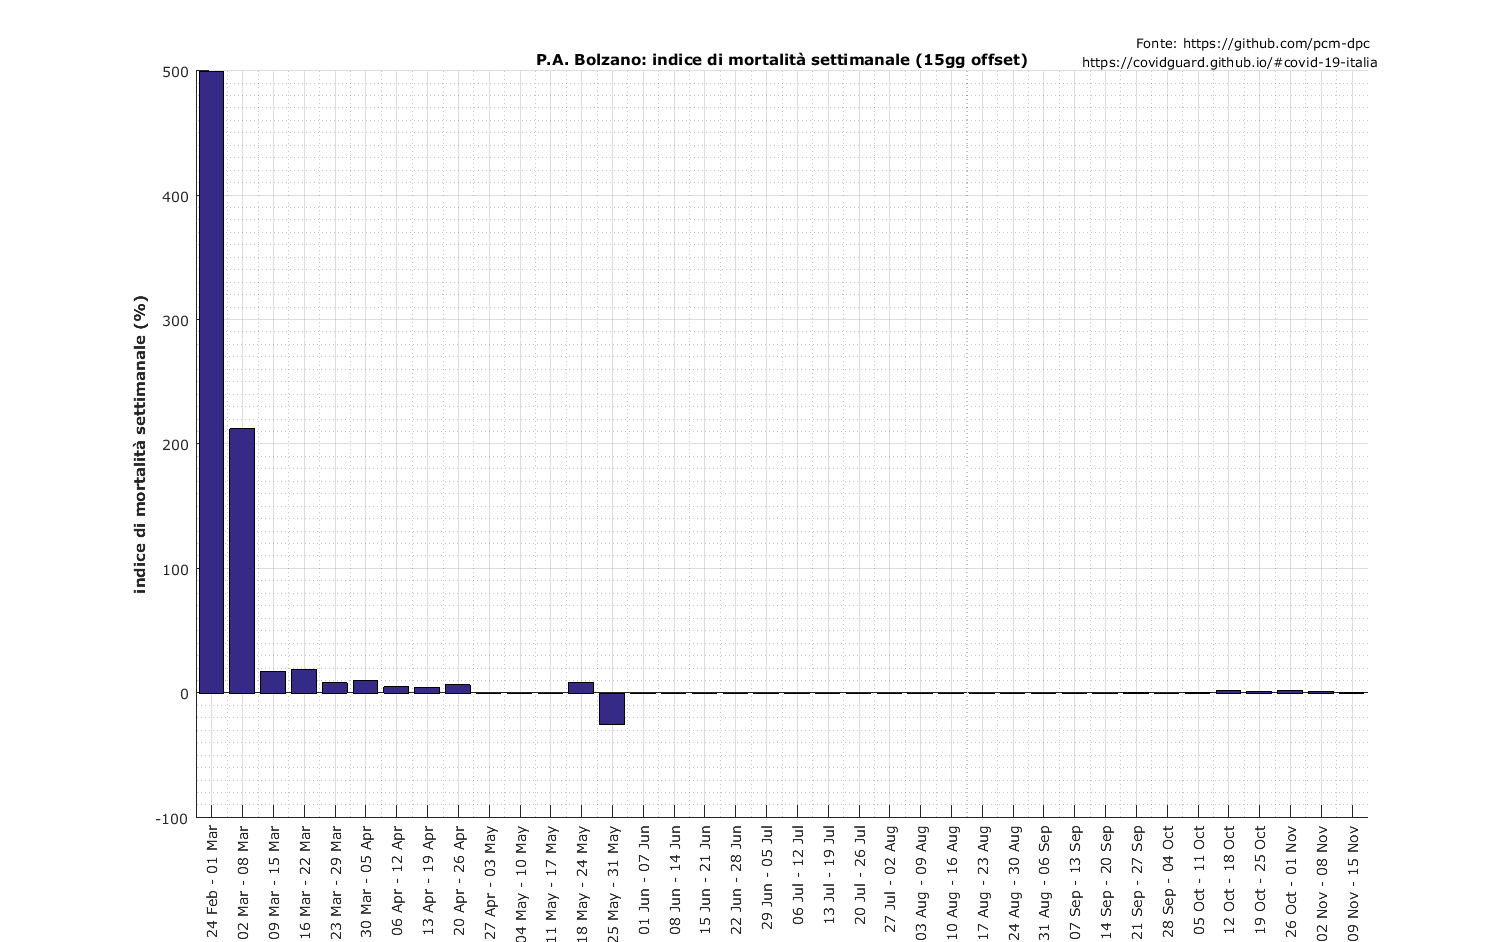 Fonte: https://github.com/pcm-dpc
https://covidguard.github.io/#covid-19-italia
P.A. Bolzano: indice di mortalità settimanale (15gg offset)
indice di mortalità settimanale (%)
500
400
300
200
100
0
-100
24 Feb - 01 Mar
02 Mar - 08 Mar
09 Mar - 15 Mar
16 Mar - 22 Mar
23 Mar - 29 Mar
30 Mar - 05 Apr
06 Apr - 12 Apr
13 Apr - 19 Apr
20 Apr - 26 Apr
27 Apr - 03 May
04 May - 10 May
11 May - 17 May
18 May - 24 May
25 May - 31 May
01 Jun - 07 Jun
08 Jun - 14 Jun
15 Jun - 21 Jun
22 Jun - 28 Jun
29 Jun - 05 Jul
06 Jul - 12 Jul
13 Jul - 19 Jul
20 Jul - 26 Jul
27 Jul - 02 Aug
03 Aug - 09 Aug
10 Aug - 16 Aug
17 Aug - 23 Aug
24 Aug - 30 Aug
31 Aug - 06 Sep
07 Sep - 13 Sep
14 Sep - 20 Sep
21 Sep - 27 Sep
28 Sep - 04 Oct
05 Oct - 11 Oct
12 Oct - 18 Oct
19 Oct - 25 Oct
26 Oct - 01 Nov
02 Nov - 08 Nov
09 Nov - 15 Nov